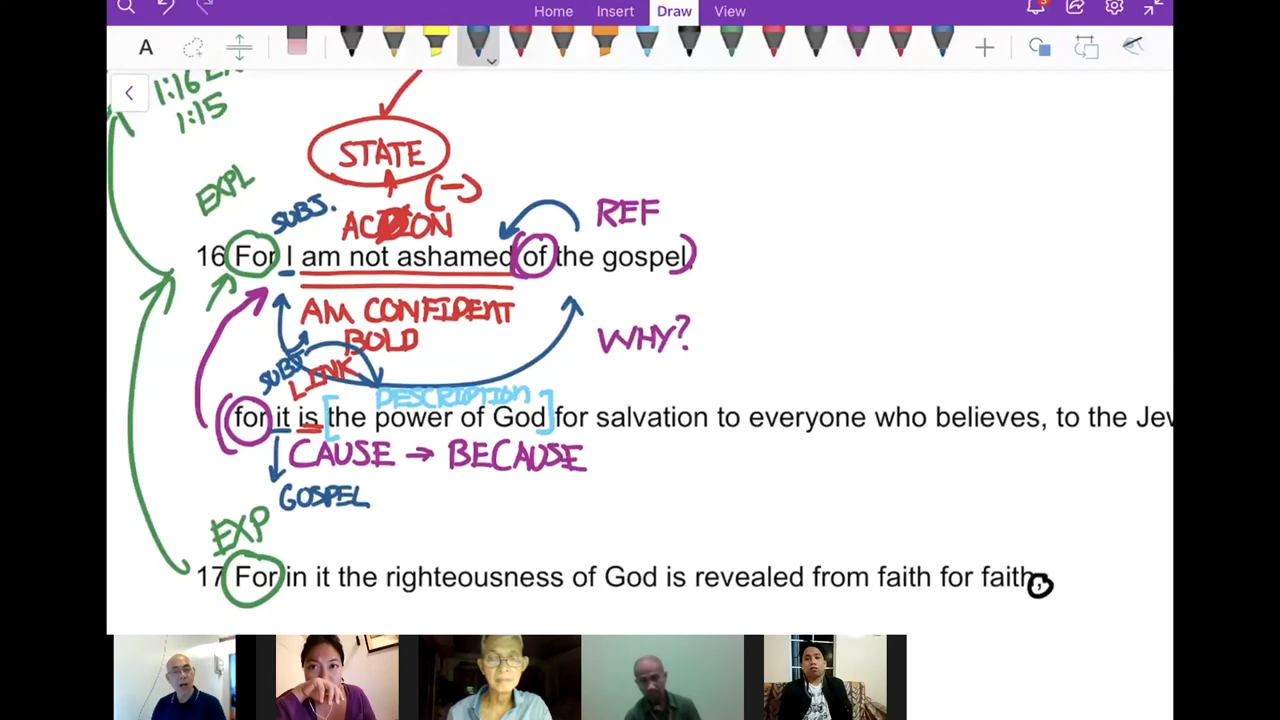 Home Insert Draw View
A
1:16
1:15
STATE
EXPL
SUBJ.
(-)
REF
16 For I am not ashamed of the gospel,
AM CONFIDENT
BOLD
WHY?
SUBJ
LINK
DESCRIPTION
for it is the power of God for salvation to everyone who believes, to the Jew
CAUSE → BECAUSE
GOSPEL
EXP
17 For in it the righteousness of God is revealed from faith for faith,